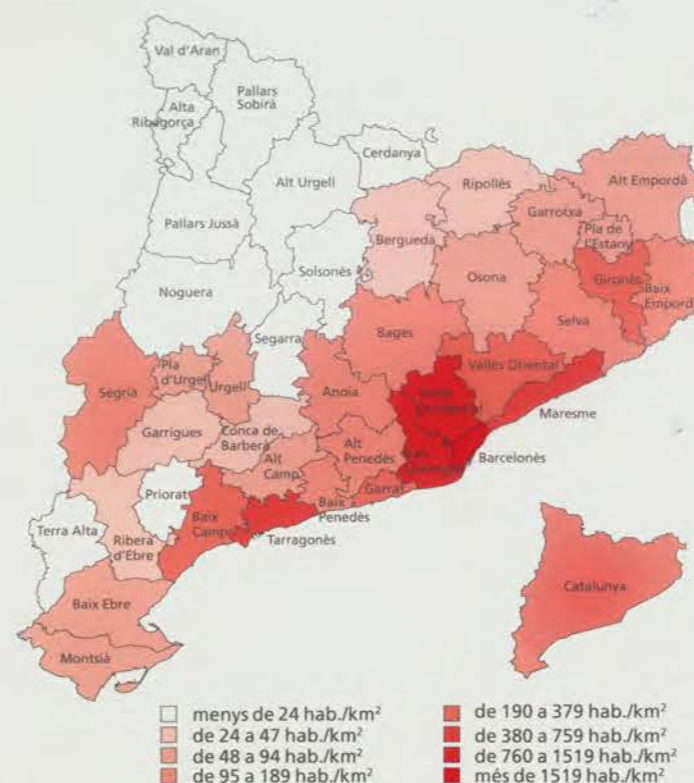 Val d'Aran
Pallars
Sobirà
Alta
Ribagorça
Cerdanya
Alt Urgell
Ripollès
Alt Empordà
Garrotxa
Pla de
l'Estany
Pallars Jussà
Berguedà
Solsonès
Osona
Gironès
Baix
Empord
Noguera
Selva
Segarra
Bages
Vallès Oriental
Pla
d'Urgell
Urgell
Segrià
Anoia
Maresme
Garrigues
Conca de
Barberà
Alt
Penedès
Barcelonès
Alt
Camp
Priorat
Garraf
Baix
Penedès
Terra Alta
Ribera
d'Ebre
Baix
Camp
Tarragonès
Catalunya
Baix Ebre
Montsià
menys de 24 hab./km²
de 24 a 47 hab./km²
de 48 a 94 hab./km²
de 95 a 189 hab./km²
de 190 a 379 hab./km²
de 380 a 759 hab./km²
de 760 a 1519 hab./km²
més de 1519 hab./km²